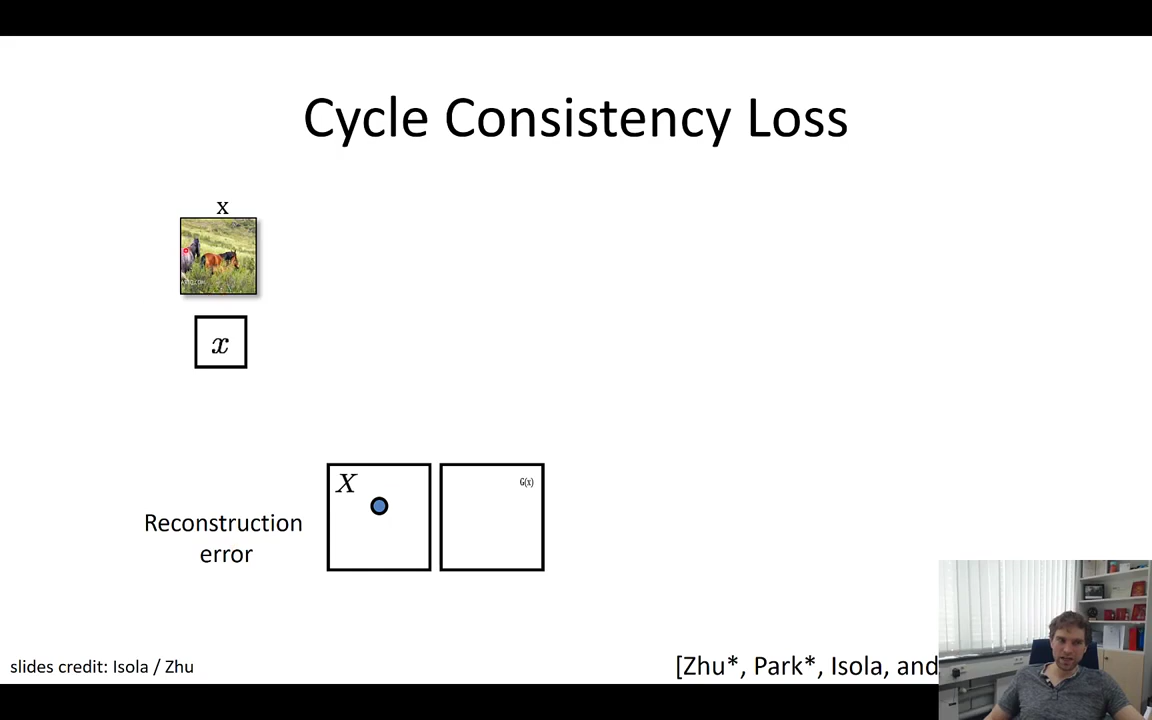 Cycle Consistency Loss
x
x
X
G(x)
Reconstruction
error
slides credit: Isola / Zhu
[Zhu*, Park*, Isola, and